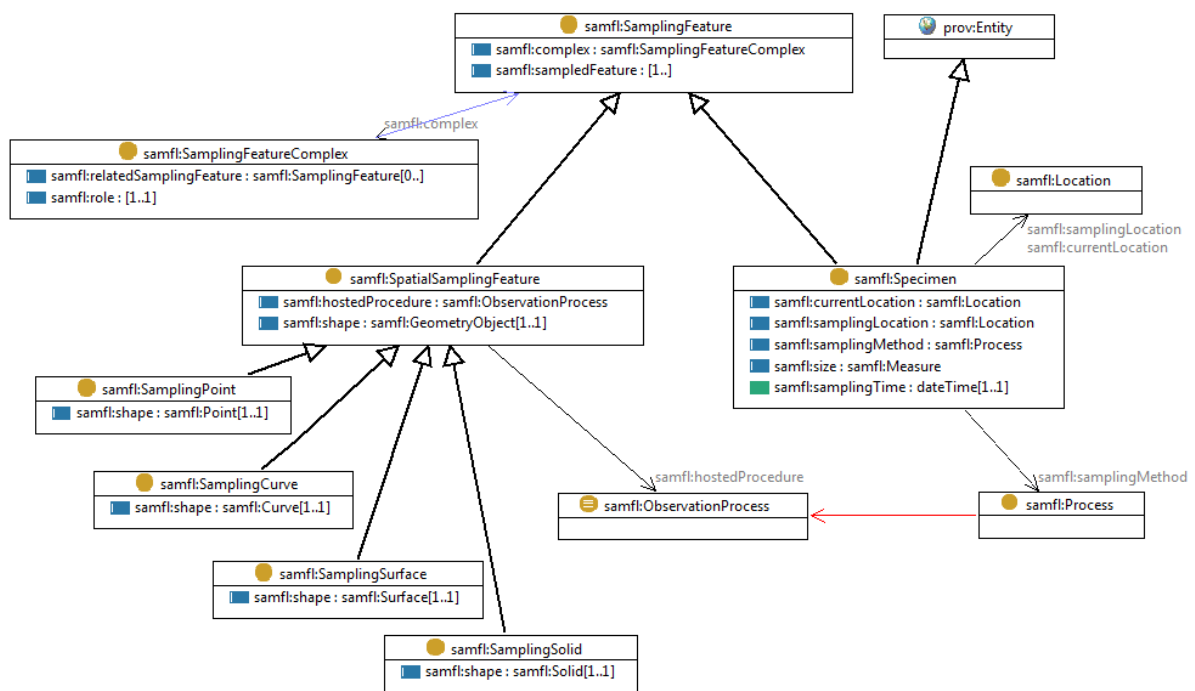 samfl:SamplingFeature
samfl:complex : samfl:SamplingFeatureComplex
samfl:sampledFeature : [1..]
prov:Entity
samfl:complex
samfl:SamplingFeatureComplex
samfl:relatedSamplingFeature : samfl:SamplingFeature[0..]
samfl:role : [1..1]
samfl:Location
samfl:samplingLocation
samfl:currentLocation
samfl:SpatialSamplingFeature
samfl:hostedProcedure : samfl:ObservationProcess
samfl:shape : samfl:GeometryObject[1..1]
samfl:Specimen
samfl:currentLocation : samfl:Location
samfl:samplingLocation : samfl:Location
samfl:samplingMethod : samfl:Process
samfl:size : samfl:Measure
samfl:samplingTime : dateTime[1..1]
samfl:SamplingPoint
samfl:shape : samfl:Point[1..1]
samfl:SamplingCurve
samfl:shape : samfl:Curve[1..1]
samfl:hostedProcedure
samfl:samplingMethod
samfl:ObservationProcess
samfl:Process
samfl:SamplingSurface
samfl:shape : samfl:Surface[1..1]
samfl:SamplingSolid
samfl:shape : samfl:Solid[1..1]